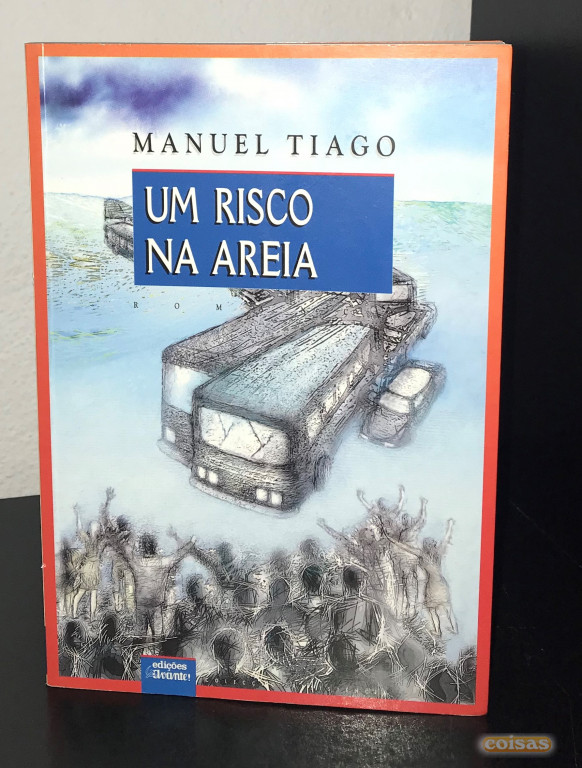 MANUEL TIAGO
UM RISCO
NA AREIA
R O M
edições
Avante!
coisas